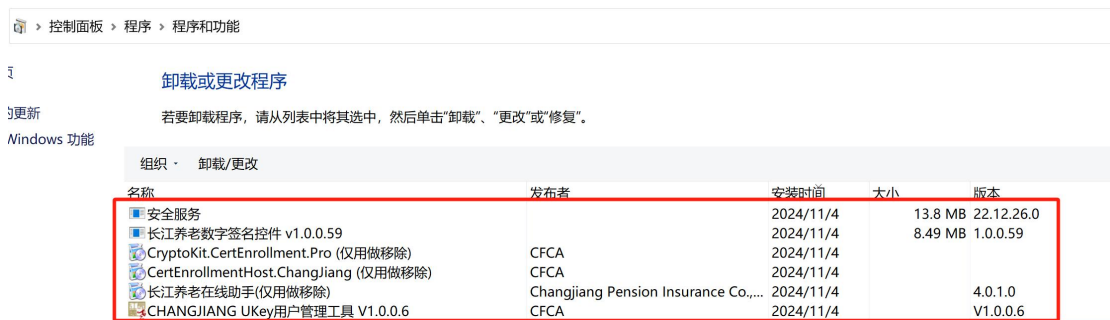 控制面板 › 程序 › 程序和功能
页
的更新
Windows 功能
卸载或更改程序
若要卸载程序，请从列表中将其选中，然后单击“卸载”、“更改”或“修复”。
组织 卸载/更改
名称 发布者 安装时间 大小 版本
安全服务 2024/11/4 13.8 MB 22.12.26.0
长江养老数字签名控件 v1.0.0.59 2024/11/4 8.49 MB 1.0.0.59
CryptoKit.CertEnrollment.Pro (仅用做移除) CFCA 2024/11/4
CertEnrollmentHost.ChangJiang (仅用做移除) CFCA 2024/11/4
长江养老在线助手(仅用做移除) Changjiang Pension Insurance Co.,... 2024/11/4 4.0.1.0
CHANGJIANG UKey用户管理工具 V1.0.0.6 CFCA 2024/11/4 V1.0.0.6